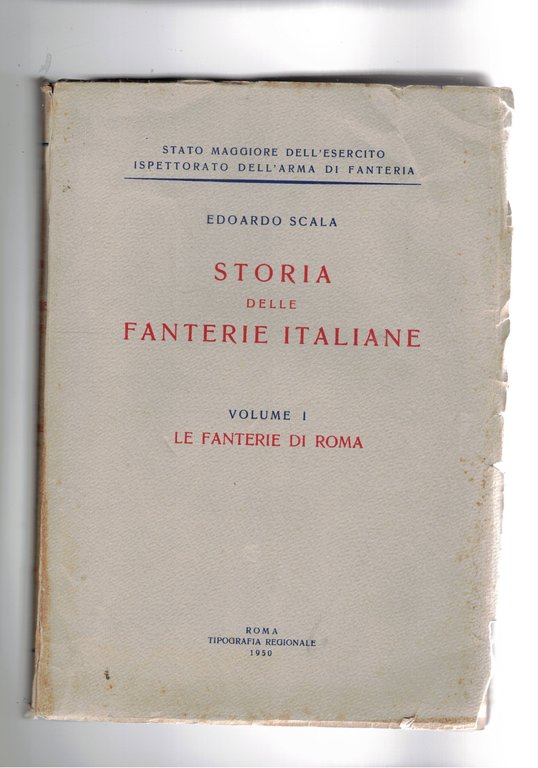 STATO MAGGIORE DELL'ESERCITO
ISPETTORATO DELL'ARMA DI FANTERIA
EDOARDO SCALA
STORIA
DELLE
FANTERIE ITALIANE
VOLUME I
LE FANTERIE DI ROMA
ROMA
TIPOGRAFIA REGIONALE
1950